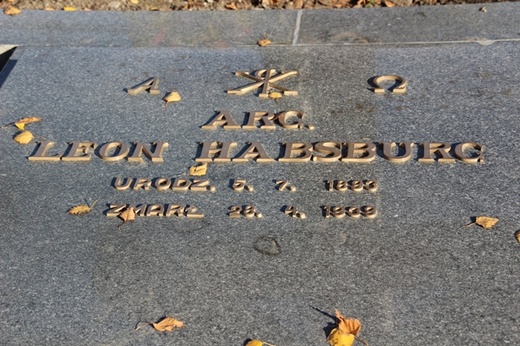 A ☧ Ω
ARC.
LEON HABSBURG
URODZ. 5. 7. 1893
ZMARŁ 28. 4. 1939